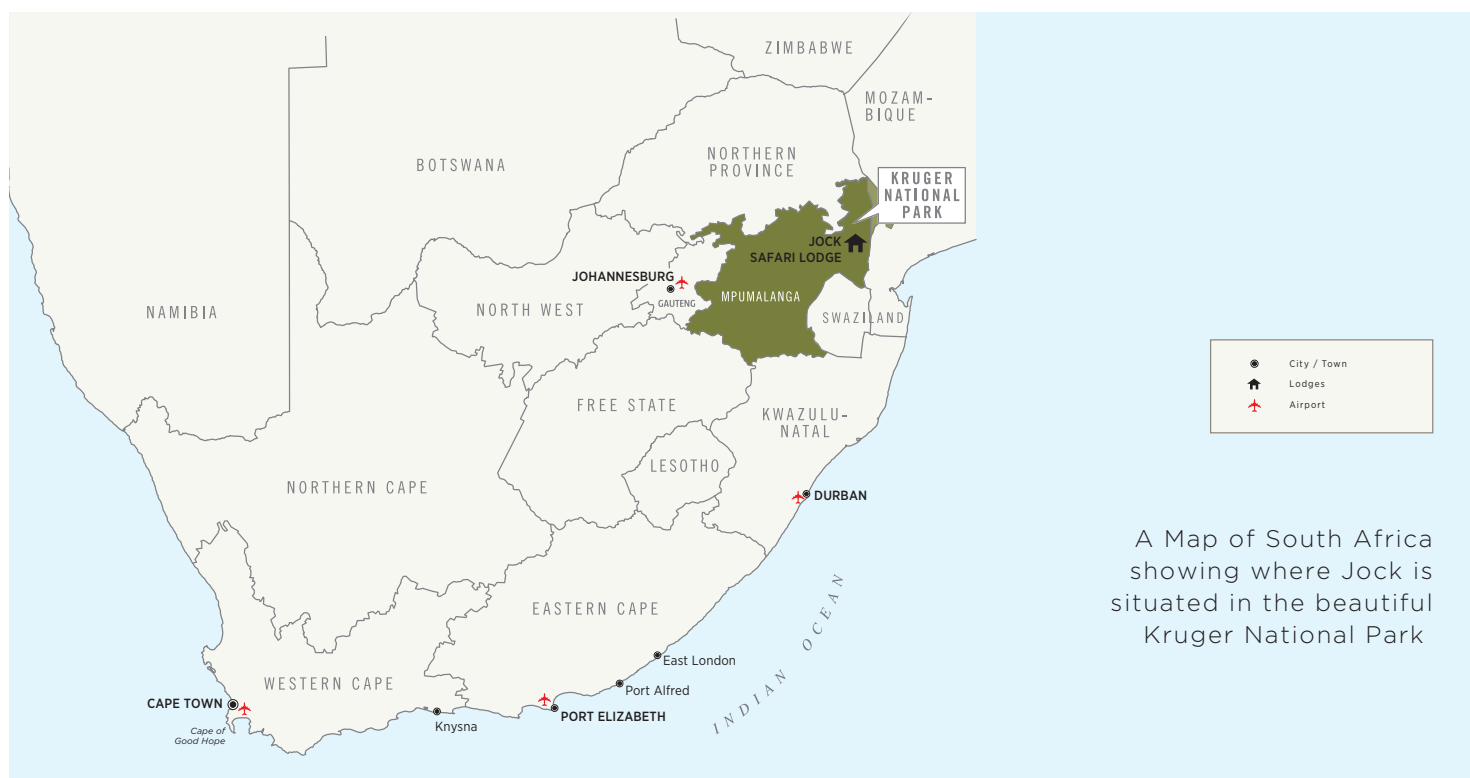 ZIMBABWE
MOZAM-
BIQUE
BOTSWANA
NORTHERN
PROVINCE
KRUGER
NATIONAL
PARK
JOCK
SAFARI LODGE
JOHANNESBURG
GAUTENG
MPUMALANGA
NORTH WEST
NAMIBIA
SWAZILAND
City / Town
Lodges
Airport
FREE STATE
KWAZULU-
NATAL
LESOTHO
NORTHERN CAPE
DURBAN
A Map of South Africa
showing where Jock is
situated in the beautiful
Kruger National Park
EASTERN CAPE
INDIAN OCEAN
East London
WESTERN CAPE
Port Alfred
CAPE TOWN
PORT ELIZABETH
Knysna
Cape of
Good Hope